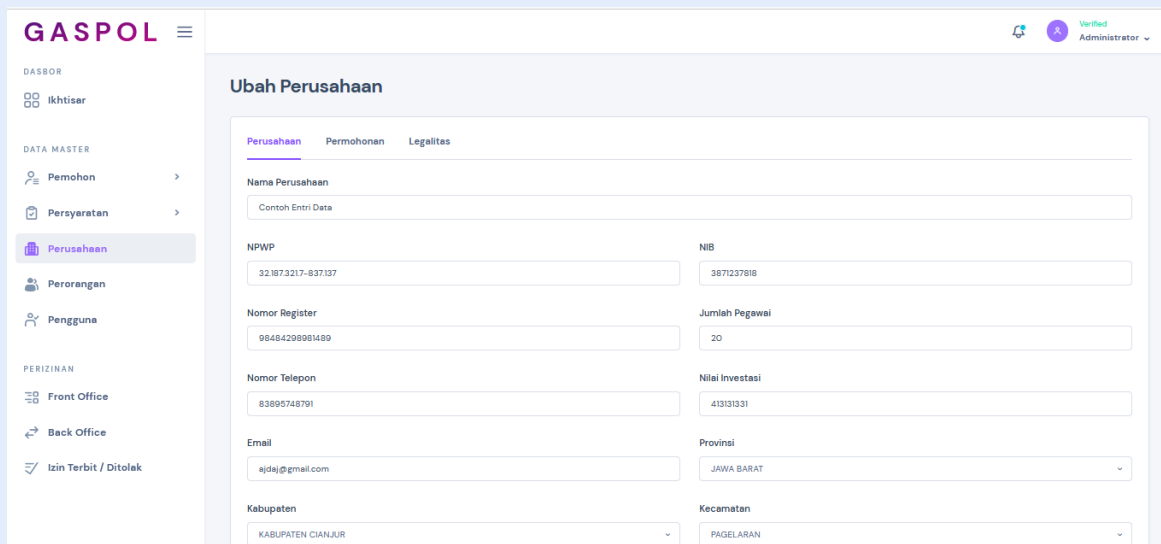 GASPOL
Verified
Administrator
DASBOR
Ikhtisar
DATA MASTER
Pemohon
Persyaratan
Perusahaan
Perorangan
Pengguna
PERIZINAN
Front Office
Back Office
Izin Terbit / Ditolak
Ubah Perusahaan
Perusahaan Permohonan Legalitas
Nama Perusahaan
Contoh Entri Data
NPWP NIB
32.187.321.7-837.137 3871237818
Nomor Register Jumlah Pegawai
98484298981489 20
Nomor Telepon Nilai Investasi
83895748791 413131331
Email Provinsi
ajdaj@gmail.com JAWA BARAT
Kabupaten Kecamatan
KABUPATEN CIANJUR PAGELARAN